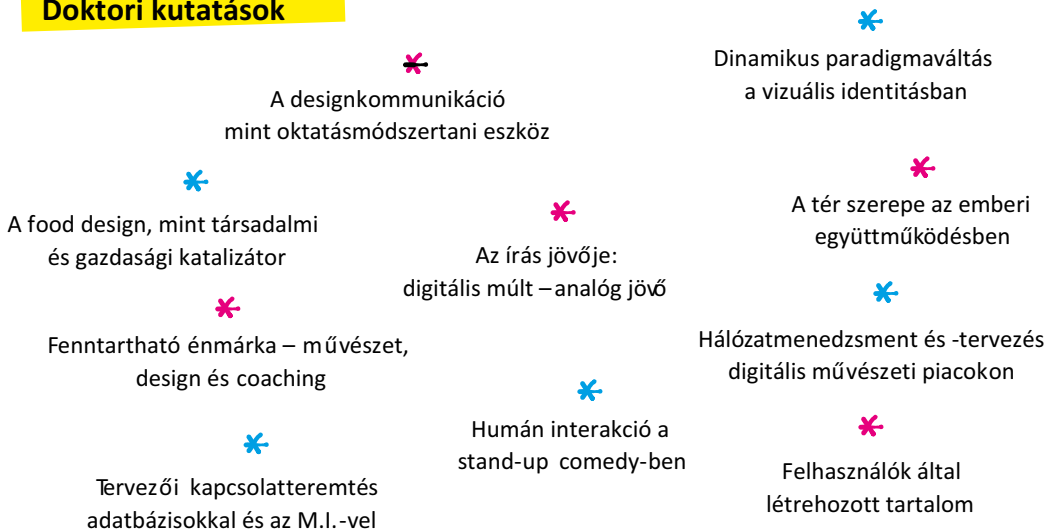 Doktori kutatások
A designkommunikáció
mint oktatásmódszertani eszköz
Dinamikus paradigmaváltás
a vizuális identitásban
A food design, mint társadalmi
és gazdasági katalizátor
Az írás jövője:
digitális múlt – analóg jövő
A tér szerepe az emberi
együttműködésben
Fenntartható énmárka – művészet,
design és coaching
Hálózatmenedzsment és -tervezés
digitális művészeti piacokon
Humán interakció a
stand-up comedy-ben
Tervezői kapcsolatteremtés
adatbázisokkal és az M.I.-vel
Felhasználók által
létrehozott tartalom